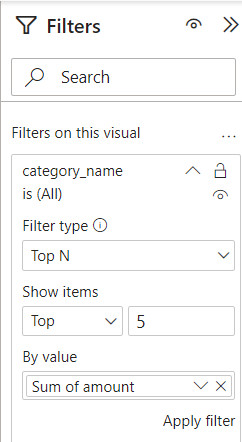 Filters
Search
Filters on this visual
...
category_name
is (All)
Filter type
Top N
Show items
Top 5
By value
Sum of amount
Apply filter